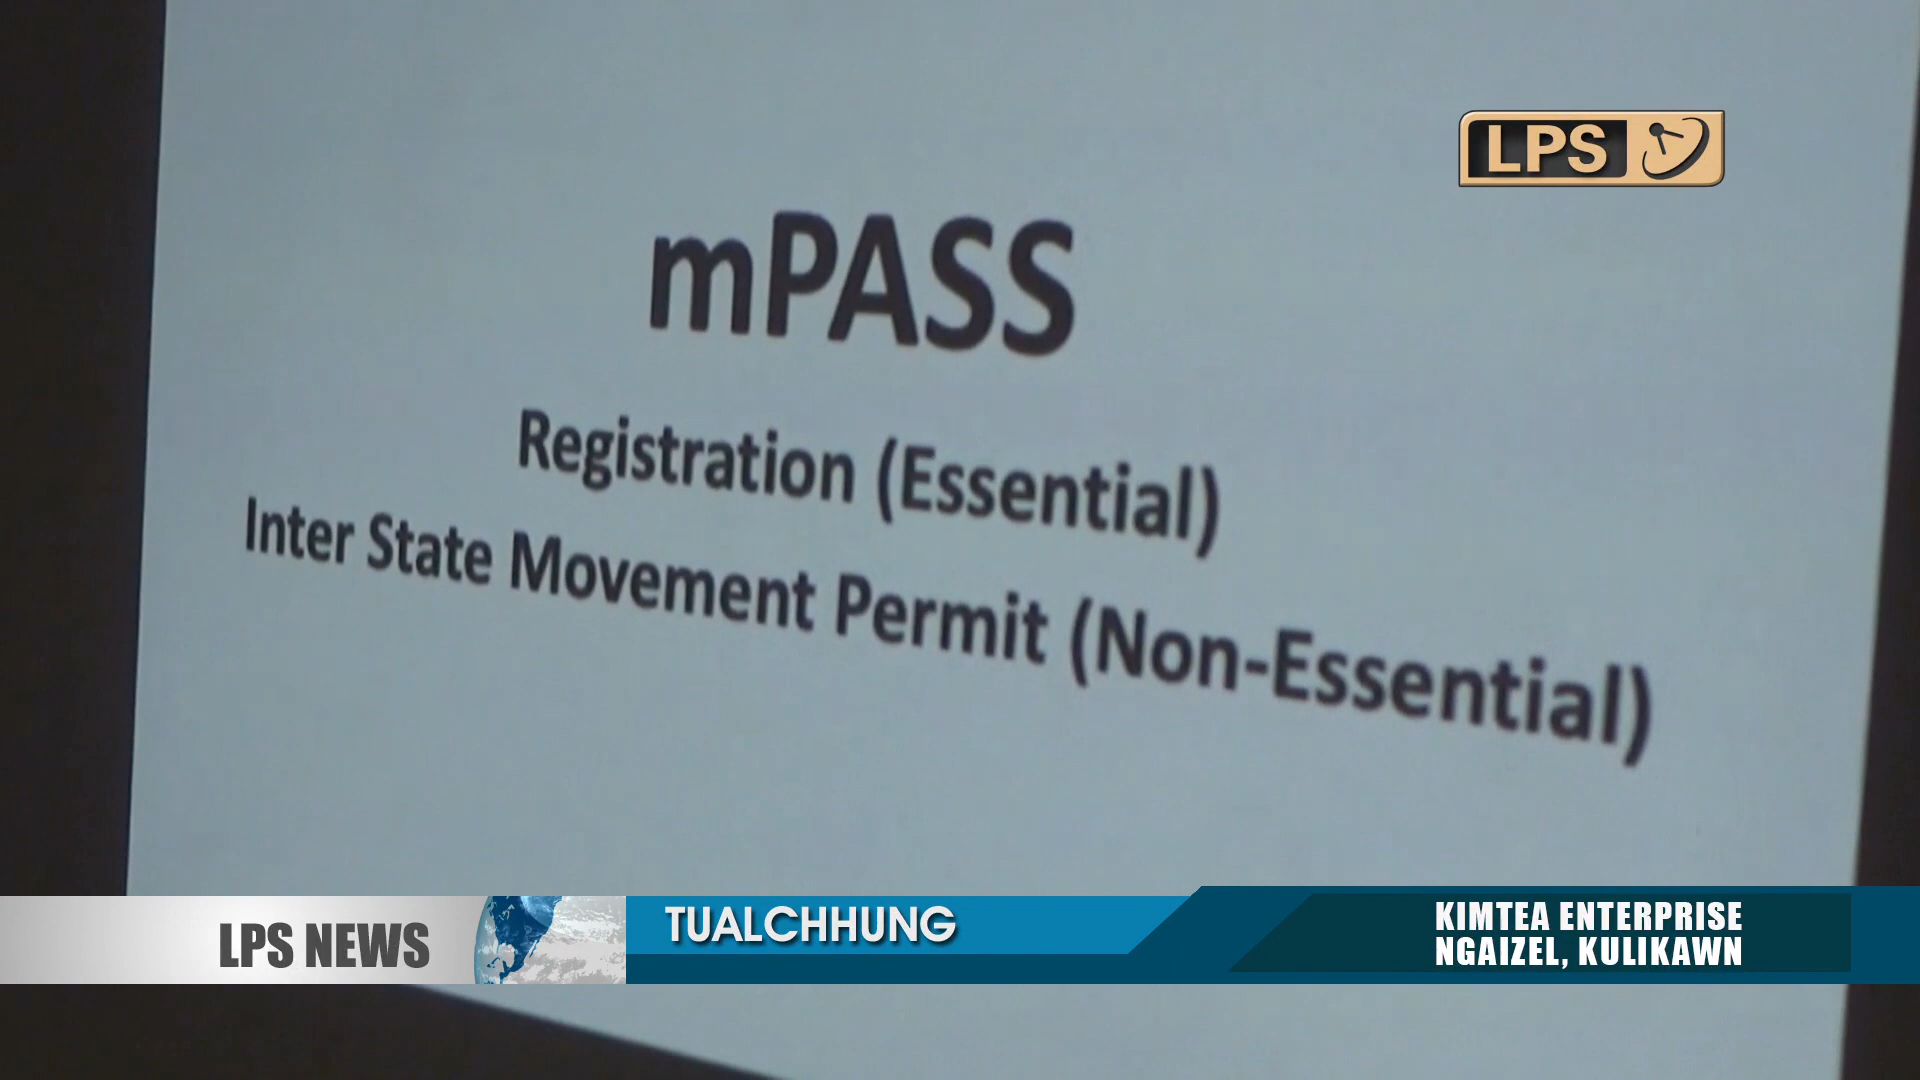 LPS
mPASS
Registration (Essential)
Inter State Movement Permit (Non-Essential)
LPS NEWS
TUALCHHUNG
KIMTEA ENTERPRISE
NGAIZEL, KULIKAWN